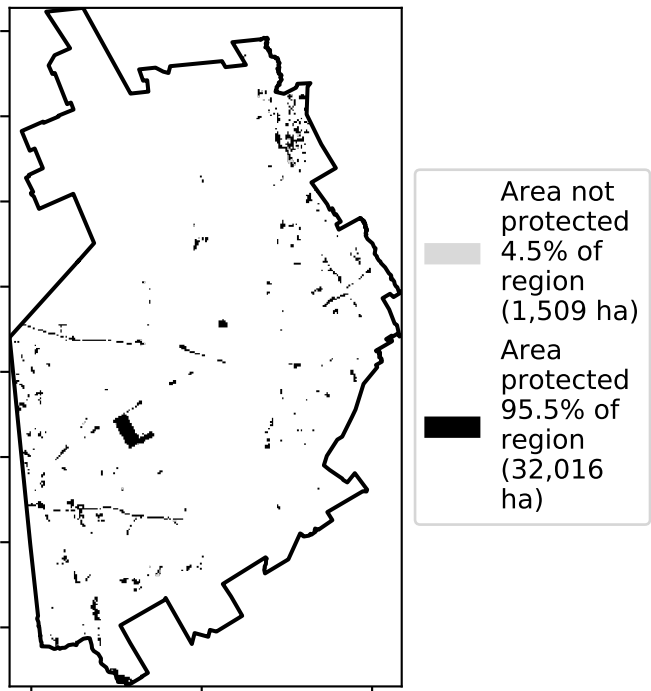 Area not
protected
4.5% of
region
(1,509 ha)
Area
protected
95.5% of
region
(32,016
ha)